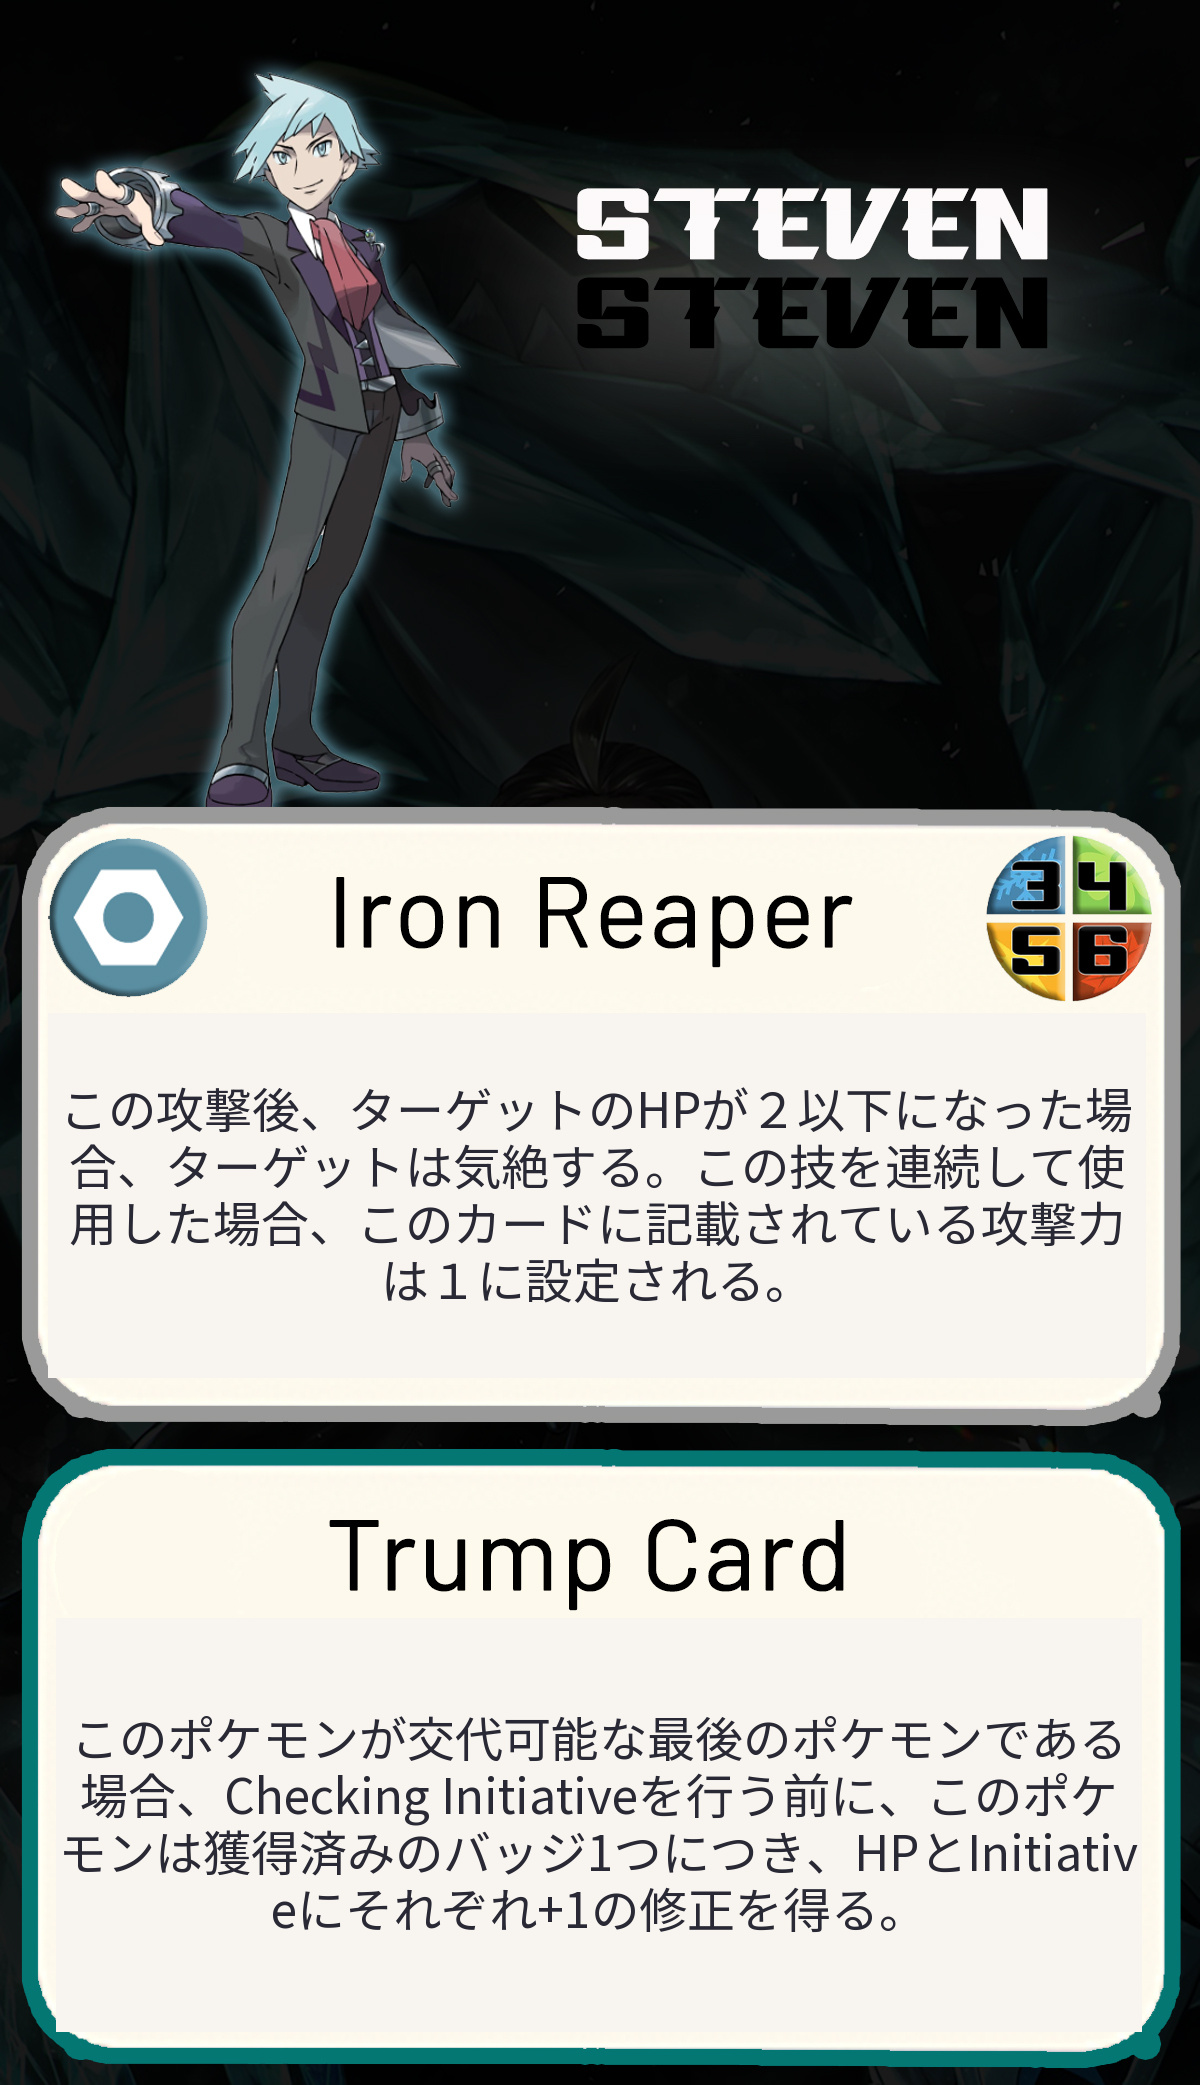 STEVEN
STEVEN
Iron Reaper
3 4
5 6
この攻撃後、ターゲットのHPが２以下になった場
合、ターゲットは気絶する。この技を連続して使
用した場合、このカードに記載されている攻撃力
は１に設定される。
Trump Card
このポケモンが交代可能な最後のポケモンである
場合、Checking Initiativeを行う前に、このポケ
モンは獲得済みのバッジ1つにつき、HPとInitiativ
eにそれぞれ+1の修正を得る。